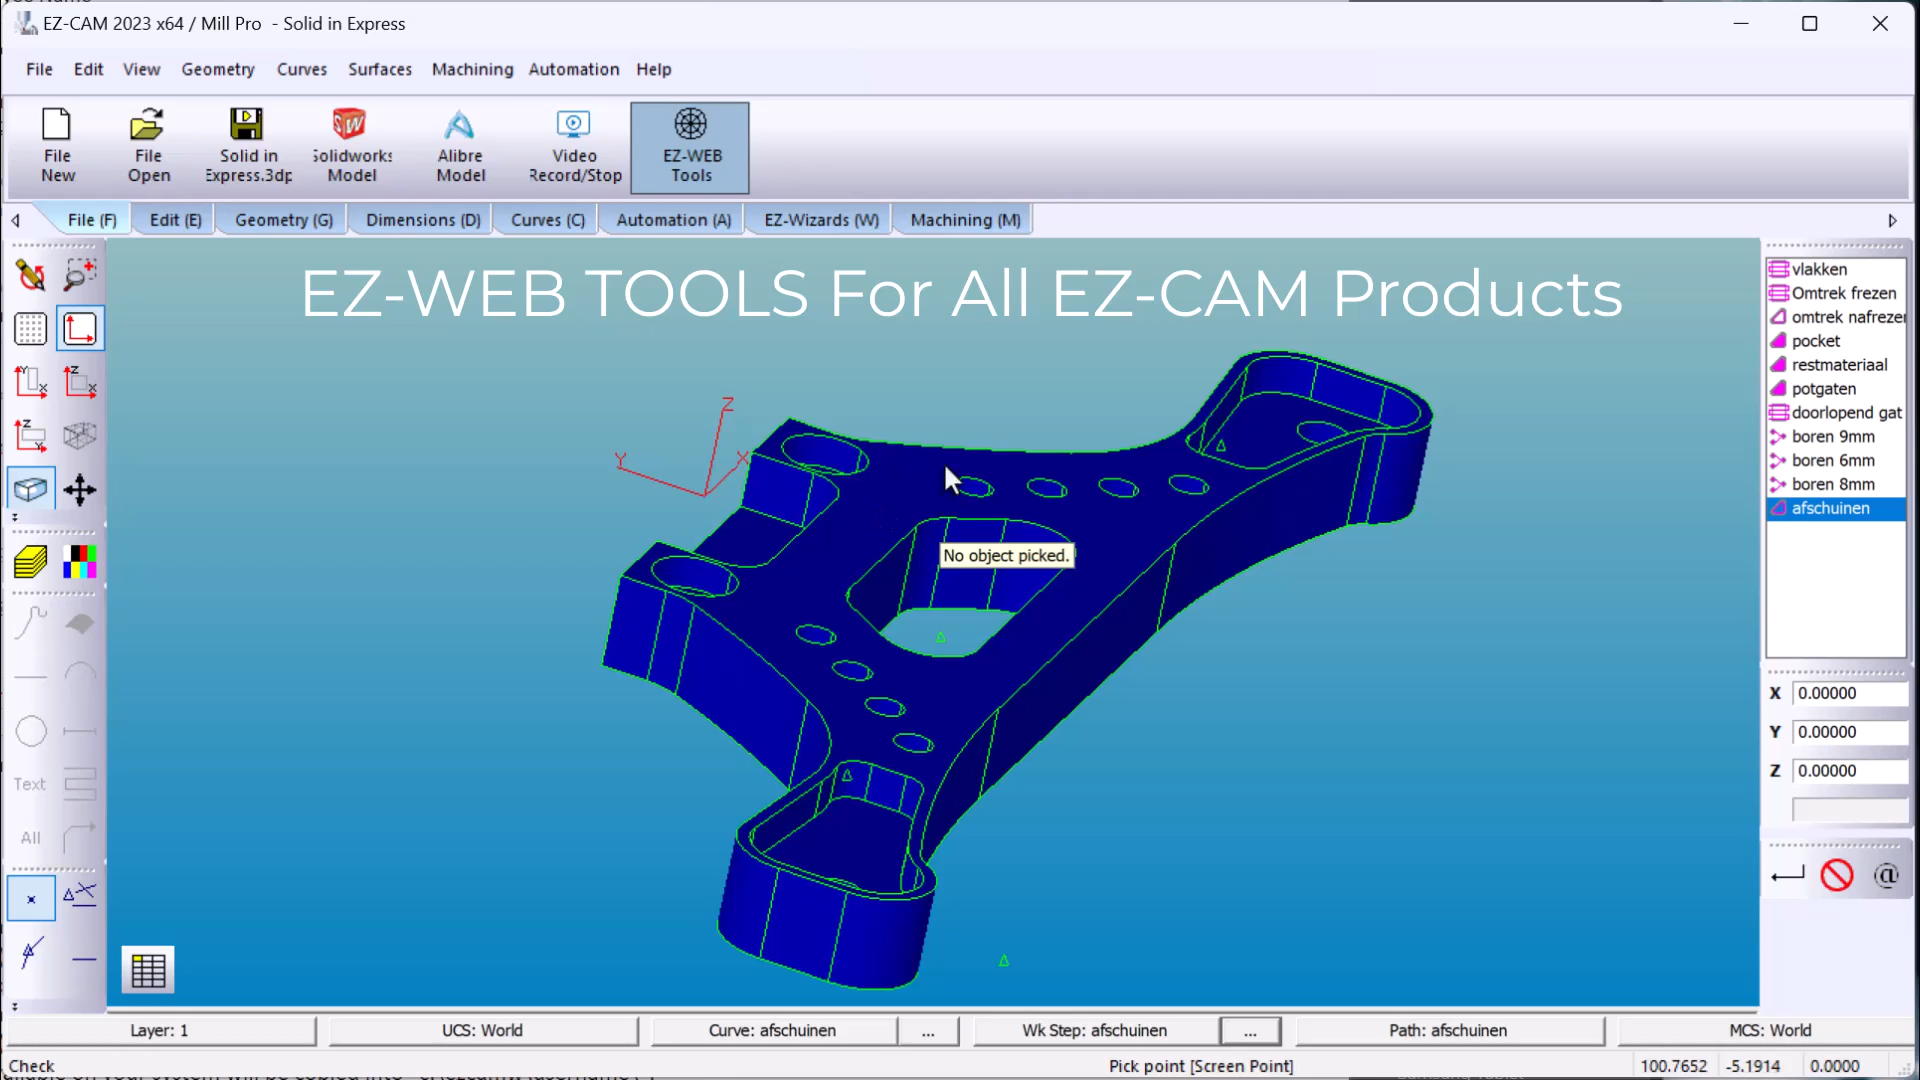 EZ-CAM 2023 x64 / Mill Pro - Solid in Express
File Edit View Geometry Curves Surfaces Machining Automation Help
File New
File Open
Solid in Express.3dp
Solidworks Model
Alibre Model
Video Record/Stop
EZ-WEB Tools
File (F) Edit (E) Geometry (G) Dimensions (D) Curves (C) Automation (A) EZ-Wizards (W) Machining (M)
EZ-WEB TOOLS For All EZ-CAM Products
Z
Y
X
No object picked.
Text
All
vlakken
Omtrek frezen
omtrek nafrezen
pocket
restmateriaal
potgaten
doorlopend gat
boren 9mm
boren 6mm
boren 8mm
afschuinen
X 0.00000
Y 0.00000
Z 0.00000
@
Layer: 1 UCS: World Curve: afschuinen ... Wk Step: afschuinen ... Path: afschuinen MCS: World
Check Pick point [Screen Point] 100.7652 -5.1914 0.0000